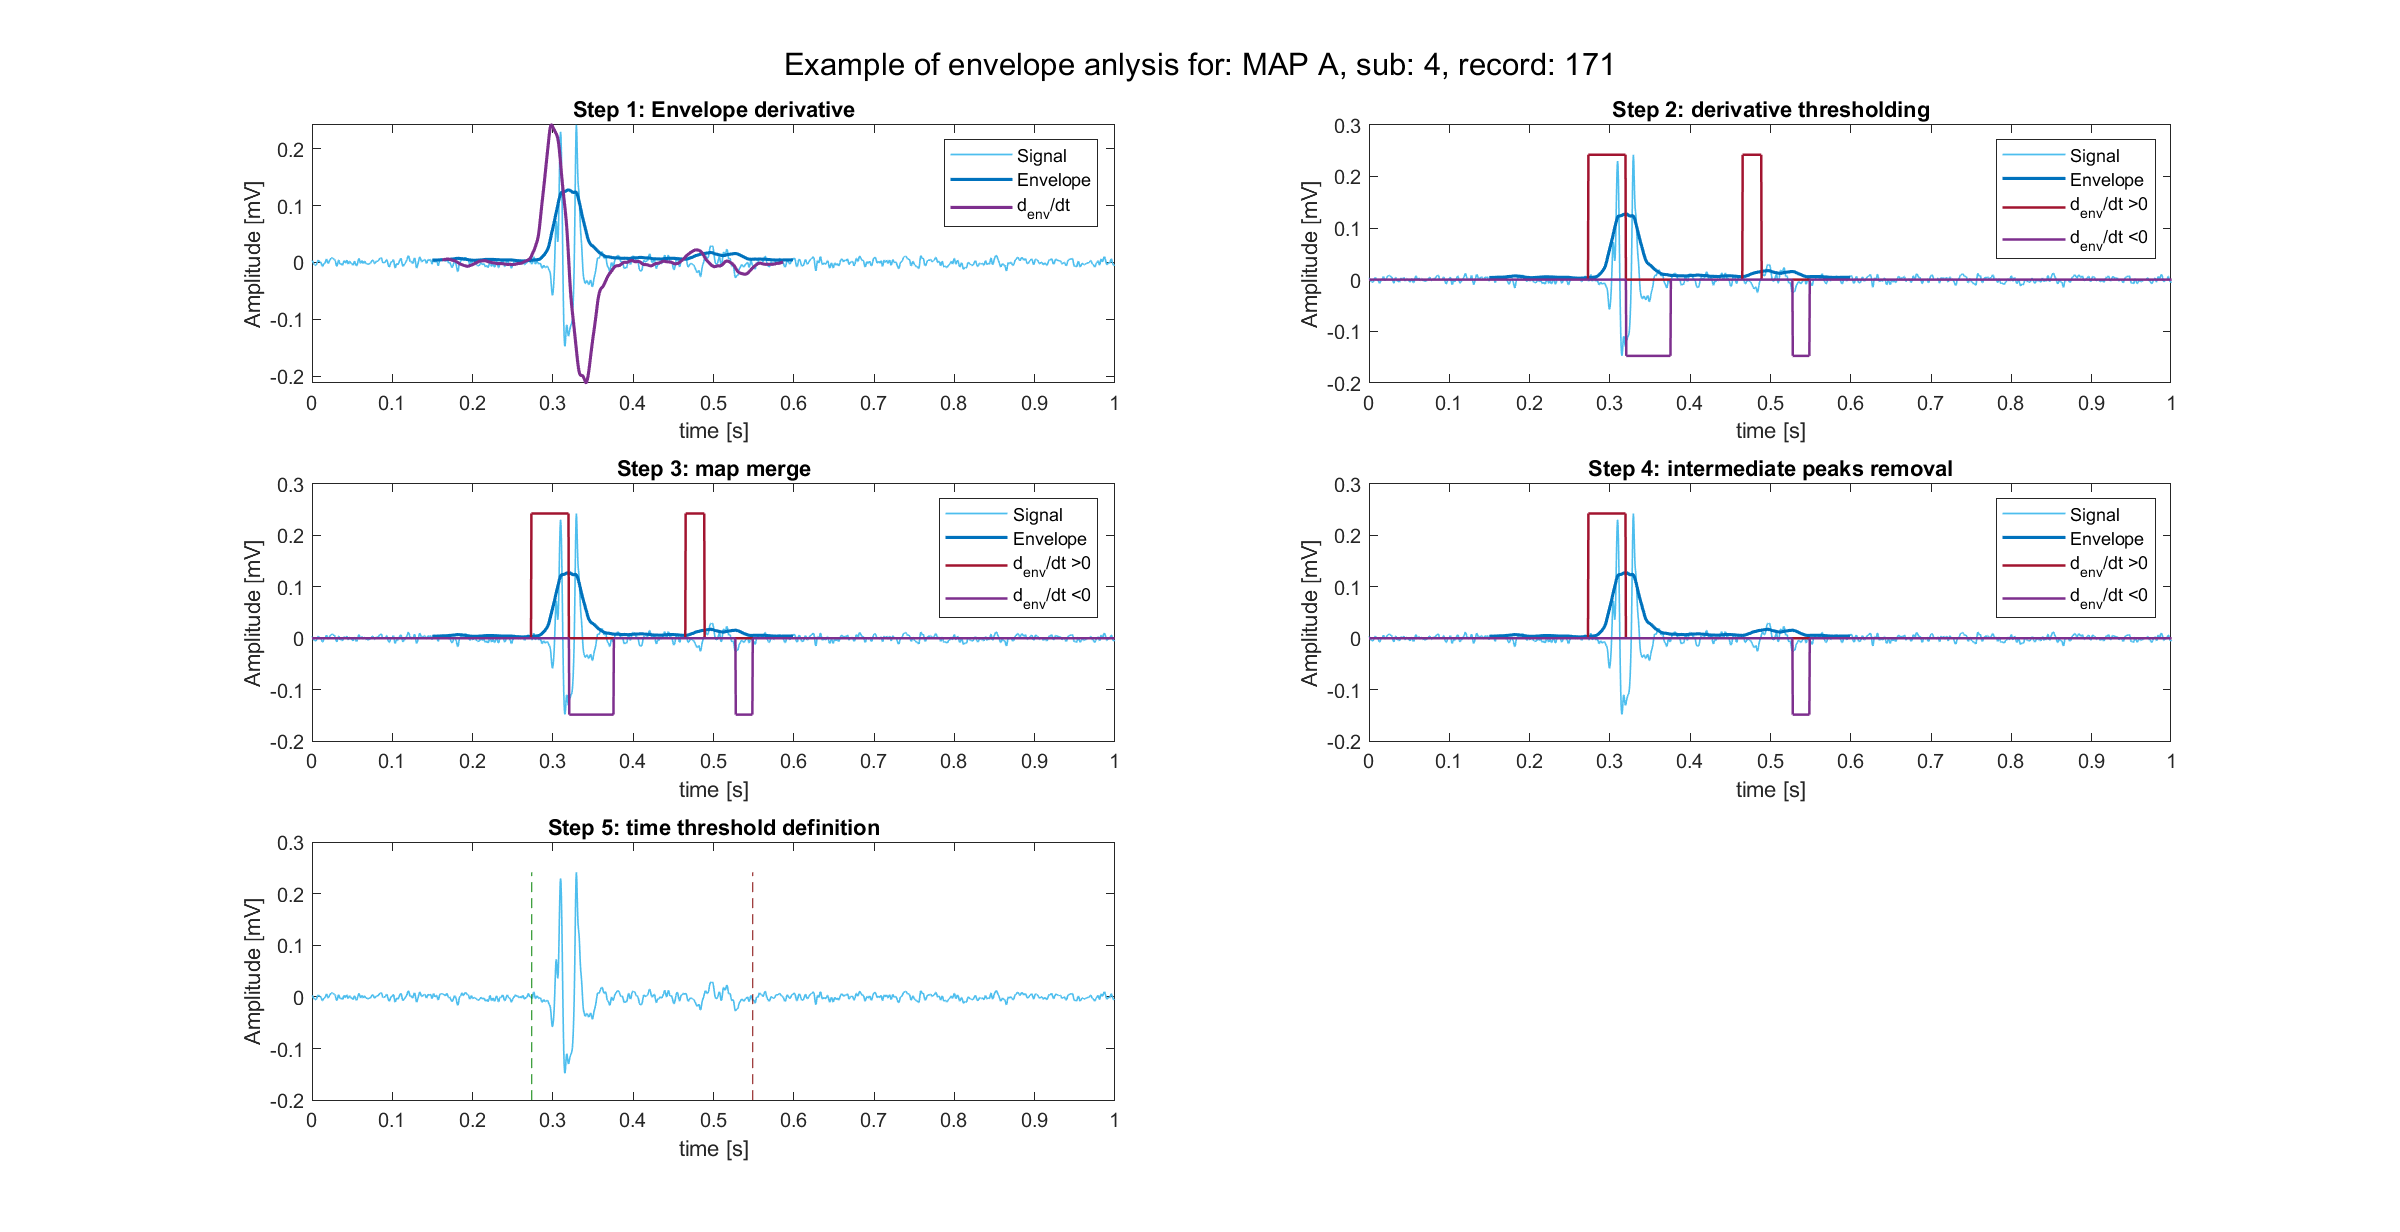 Example of envelope anlysis for: MAP A, sub: 4, record: 171
Step 1: Envelope derivative
Amplitude [mV]
0.2
0.1
0
-0.1
-0.2
0 0.1 0.2 0.3 0.4 0.5 0.6 0.7 0.8 0.9 1
time [s]
Signal
Envelope
d_env/dt
Step 2: derivative thresholding
Amplitude [mV]
0.3
0.2
0.1
0
-0.1
-0.2
0 0.1 0.2 0.3 0.4 0.5 0.6 0.7 0.8 0.9 1
time [s]
Signal
Envelope
d_env/dt >0
d_env/dt <0
Step 3: map merge
Amplitude [mV]
0.3
0.2
0.1
0
-0.1
-0.2
0 0.1 0.2 0.3 0.4 0.5 0.6 0.7 0.8 0.9 1
time [s]
Signal
Envelope
d_env/dt >0
d_env/dt <0
Step 4: intermediate peaks removal
Amplitude [mV]
0.3
0.2
0.1
0
-0.1
-0.2
0 0.1 0.2 0.3 0.4 0.5 0.6 0.7 0.8 0.9 1
time [s]
Signal
Envelope
d_env/dt >0
d_env/dt <0
Step 5: time threshold definition
Amplitude [mV]
0.3
0.2
0.1
0
-0.1
-0.2
0 0.1 0.2 0.3 0.4 0.5 0.6 0.7 0.8 0.9 1
time [s]